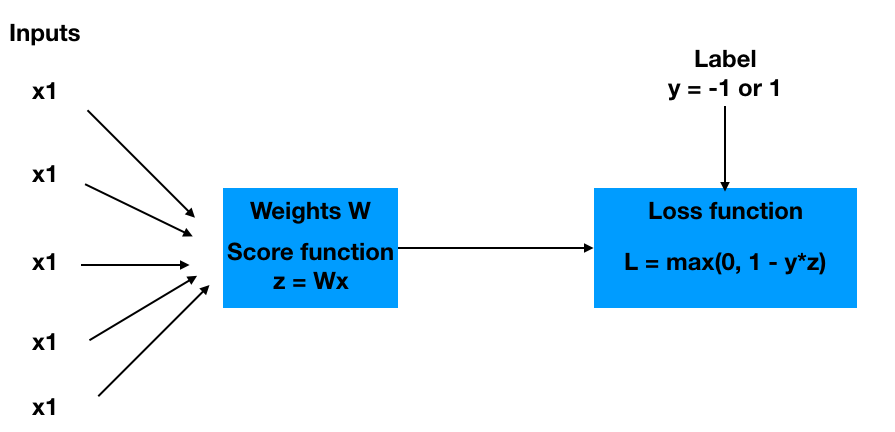 Inputs
x1
x1
x1
x1
x1
Weights W
Score function
z = Wx
Label
y = -1 or 1
Loss function
L = max(0, 1 - y*z)